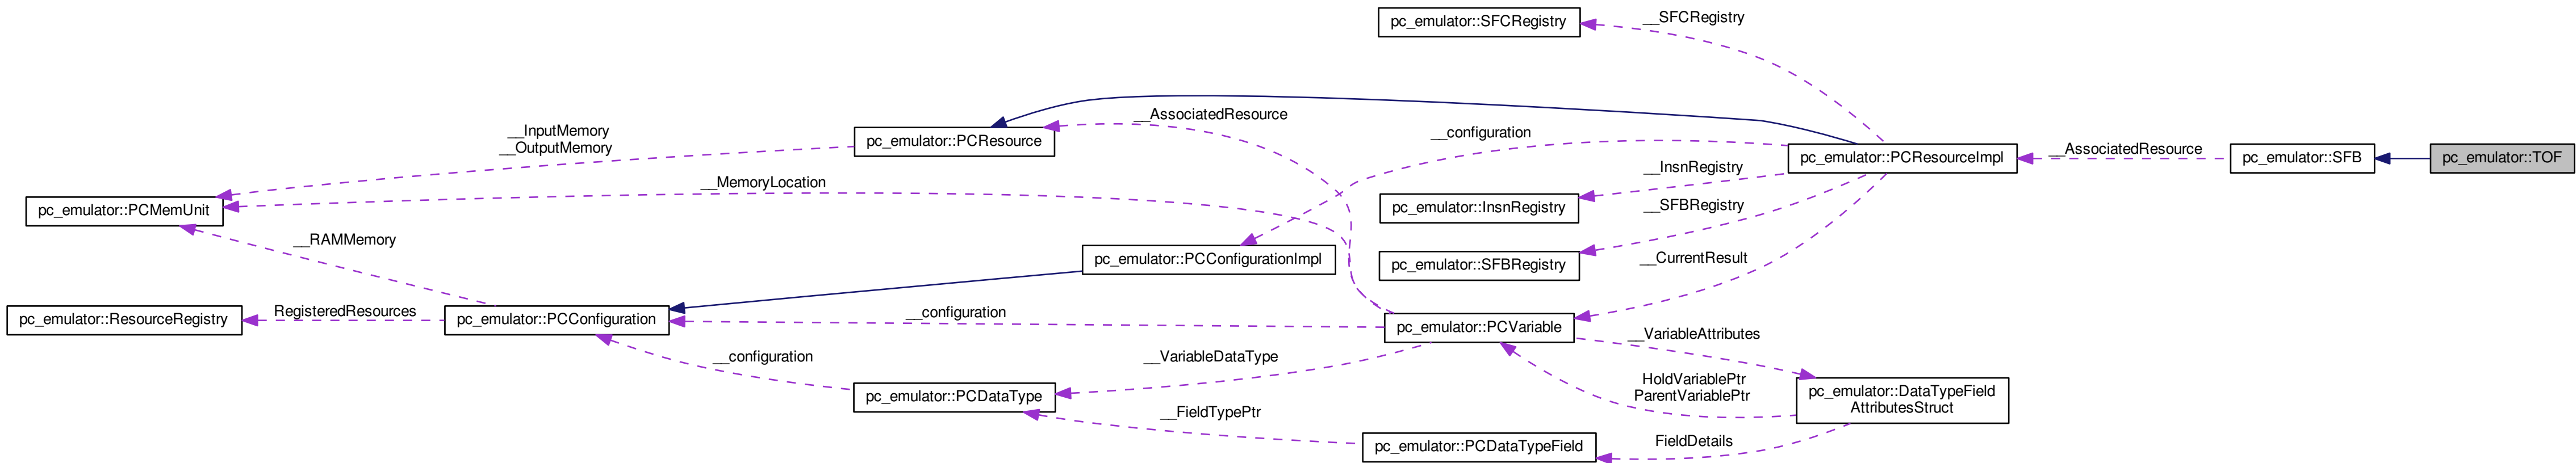 pc_emulator::SFCRegistry
__SFCRegistry
__AssociatedResource
__InputMemory
__OutputMemory
pc_emulator::PCResource
__configuration
pc_emulator::PCResourceImpl
__AssociatedResource
pc_emulator::SFB
pc_emulator::TOF
__InsnRegistry
__MemoryLocation
pc_emulator::PCMemUnit
pc_emulator::InsnRegistry
__SFBRegistry
__RAMMemory
pc_emulator::PCConfigurationImpl
pc_emulator::SFBRegistry
__CurrentResult
RegisteredResources
pc_emulator::ResourceRegistry
pc_emulator::PCConfiguration
__configuration
pc_emulator::PCVariable
__VariableAttributes
__configuration
__VariableDataType
HoldVariablePtr
ParentVariablePtr
pc_emulator::DataTypeField
AttributesStruct
pc_emulator::PCDataType
__FieldTypePtr
pc_emulator::PCDataTypeField
FieldDetails